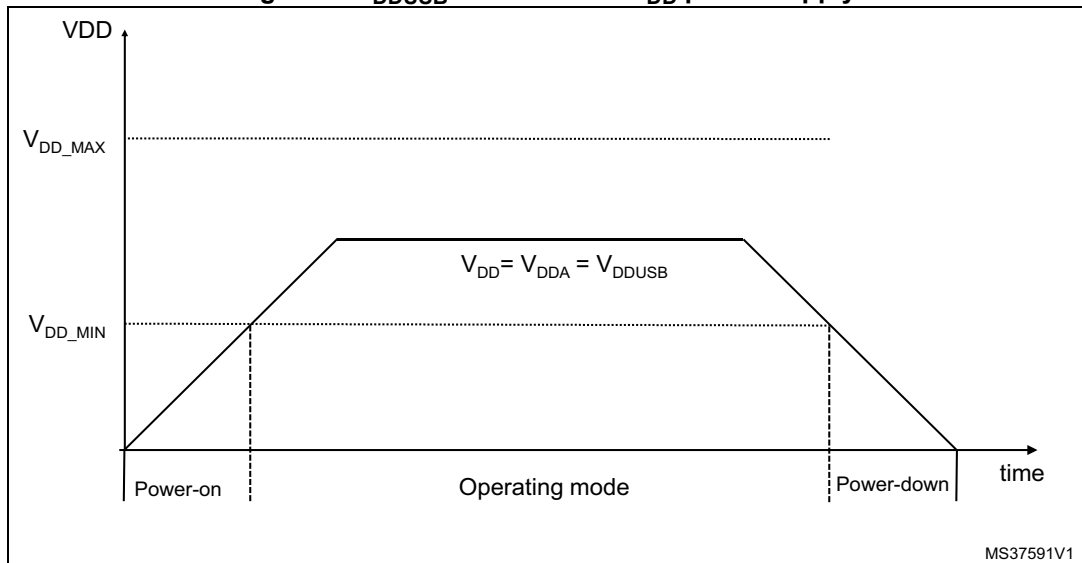 VDD
V_DD_MAX
V_DD= V_DDA = V_DDUSB
V_DD_MIN
time
Power-on
Operating mode
Power-down
MS37591V1